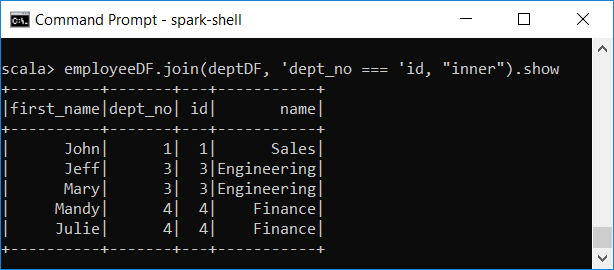 Command Prompt - spark-shell
scala> employeeDF.join(deptDF, 'dept_no === 'id, "inner").show
+----------+-------+---+-----------+
|first_name|dept_no| id|       name|
+----------+-------+---+-----------+
|      John|      1|  1|      Sales|
|      Jeff|      3|  3|Engineering|
|      Mary|      3|  3|Engineering|
|     Mandy|      4|  4|    Finance|
|     Julie|      4|  4|    Finance|
+----------+-------+---+-----------+